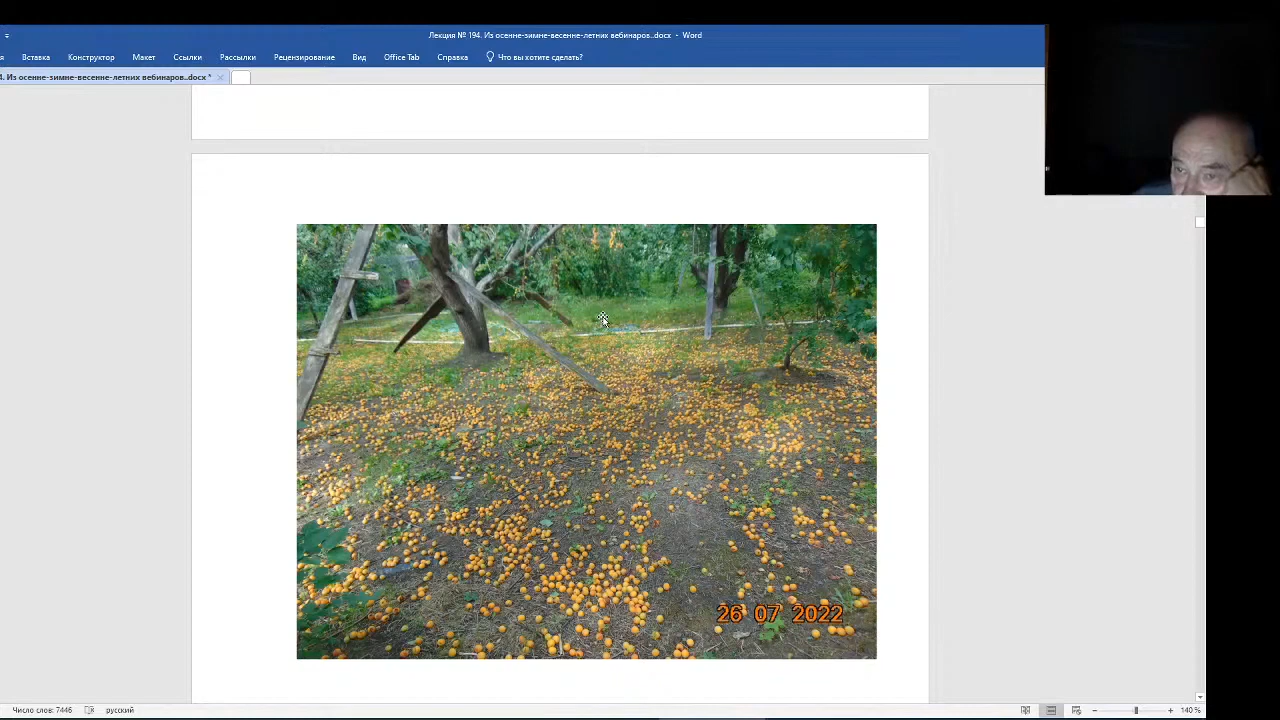 Лекция № 194. Из осенне-зимне-весенне-летних вебинаров..docx - Word
я Вставка Конструктор Макет Ссылки Рассылки Рецензирование Вид Office Tab Справка Что вы хотите сделать?
4. Из осенне-зимне-весенне-летних вебинаров..docx *
26 07 2022
Число слов: 7446 русский 140 %